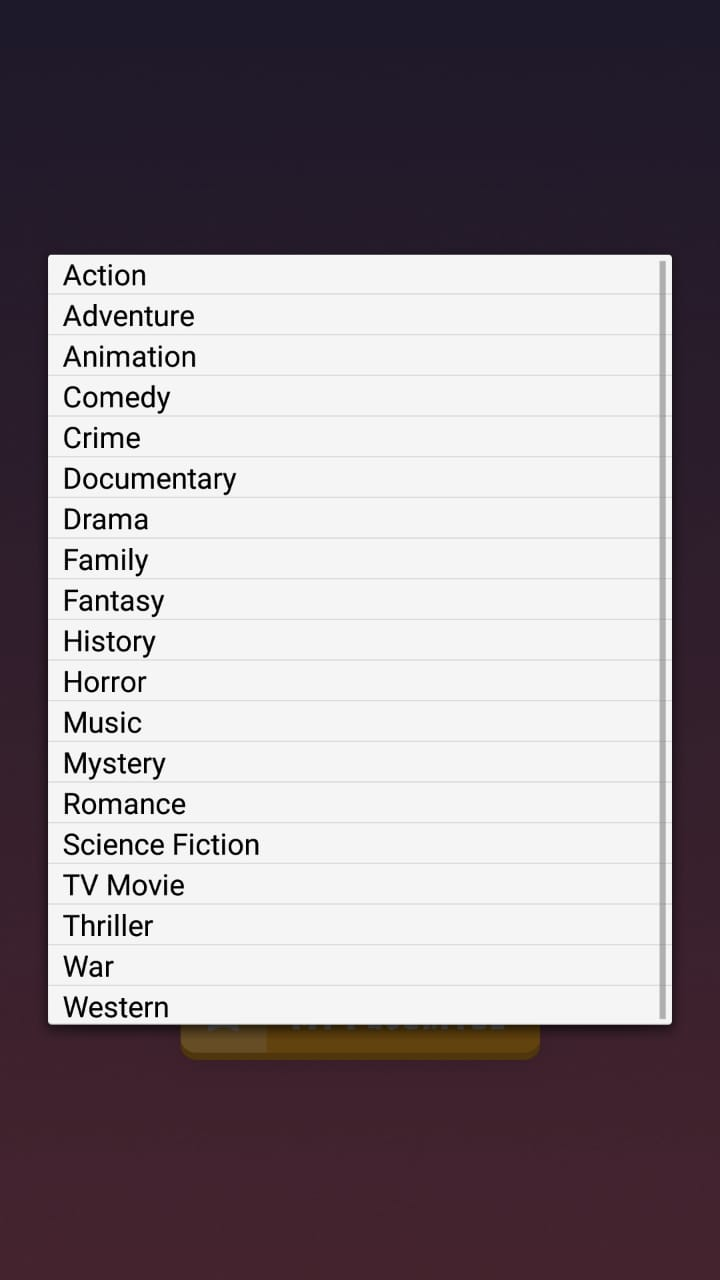 Action
Adventure
Animation
Comedy
Crime
Documentary
Drama
Family
Fantasy
History
Horror
Music
Mystery
Romance
Science Fiction
TV Movie
Thriller
War
Western